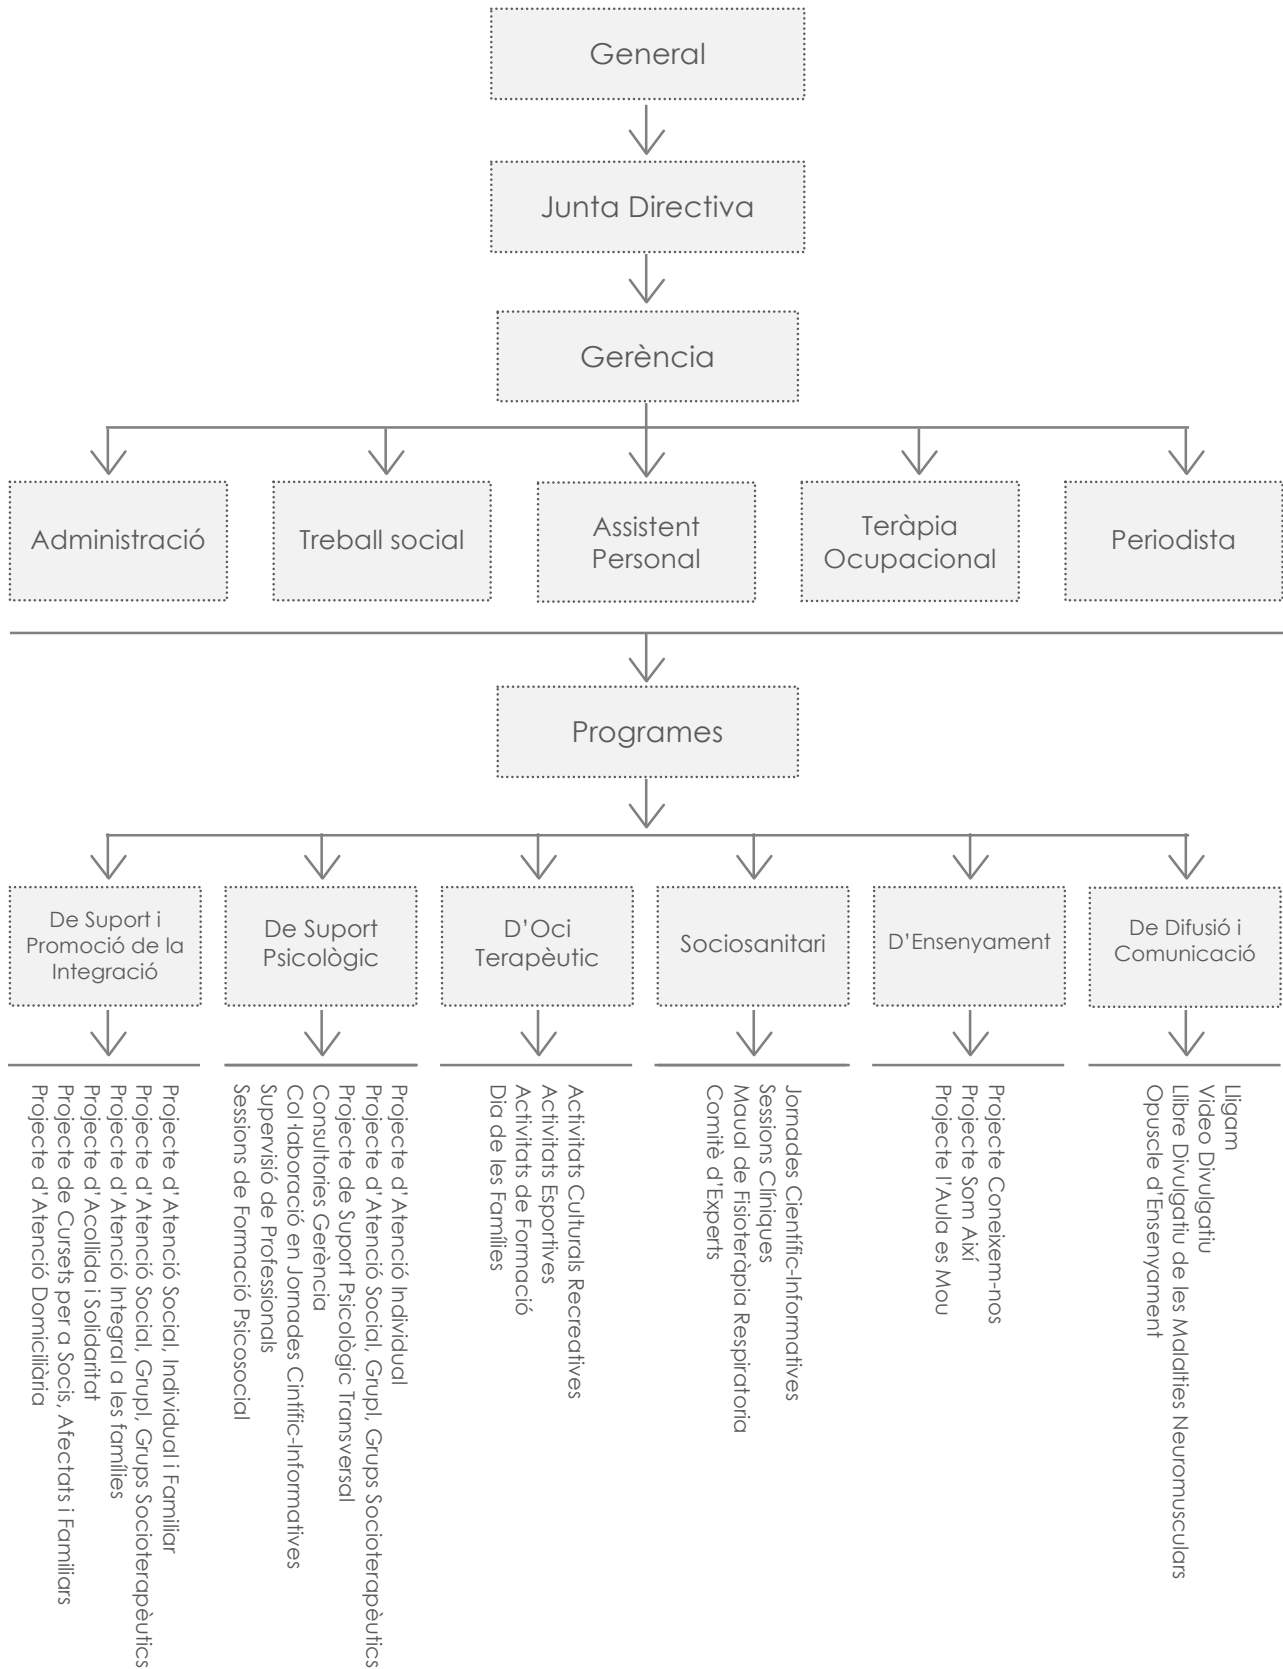 General
Junta Directiva
Gerència
Administració
Treball social
Assistent
Personal
Teràpia
Ocupacional
Periodista
Programes
De Suport i
Promoció de la
Integració
De Suport
Psicològic
D'Oci
Terapèutic
Sociosanitari
D'Ensenyament
De Difusió i
Comunicació
Projecte d'Atenció Social, Individual i Familiar
Projecte d'Atenció Social, Grupl, Grups Socioterapèutics
Projecte d'Atenció Integral a les famílies
Projecte d'Acollida i Solidaritat
Projecte de Cursets per a Socis, Afectats i Familiars
Projecte d'Atenció Domiciliària
Projecte d'Atenció Individual
Projecte d'Atenció Social, Grupl, Grups Socioterapèutics
Projecte de Suport Psicològic Transversal
Consultories Gerència
Col·laboració en Jornades Cintífic-Informatives
Supervisió de Professionals
Sessions de Formació Psicosocial
Activitats Culturals Recreatives
Activitats Esportives
Activitats de Formació
Dia de les Famílies
Jornades Científic-Informatives
Sessions Clíniques
Maual de Fisioteràpia Respiratoria
Comitè d'Experts
Projecte Coneixem-nos
Projecte Som Així
Projecte l'Aula es Mou
Lligam
Video Divulgatiu
Llibre Divulgatiu de les Malalties Neuromusculars
Opuscle d'Ensenyament